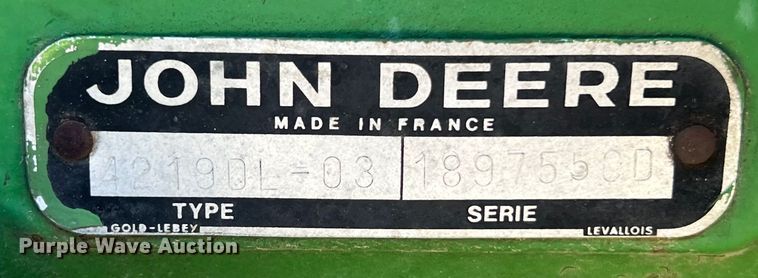 JOHN DEERE
MADE IN FRANCE
4219DL-03 189755CD
TYPE SERIE
GOLD-LEBEY LEVALLOIS
Purple Wave Auction